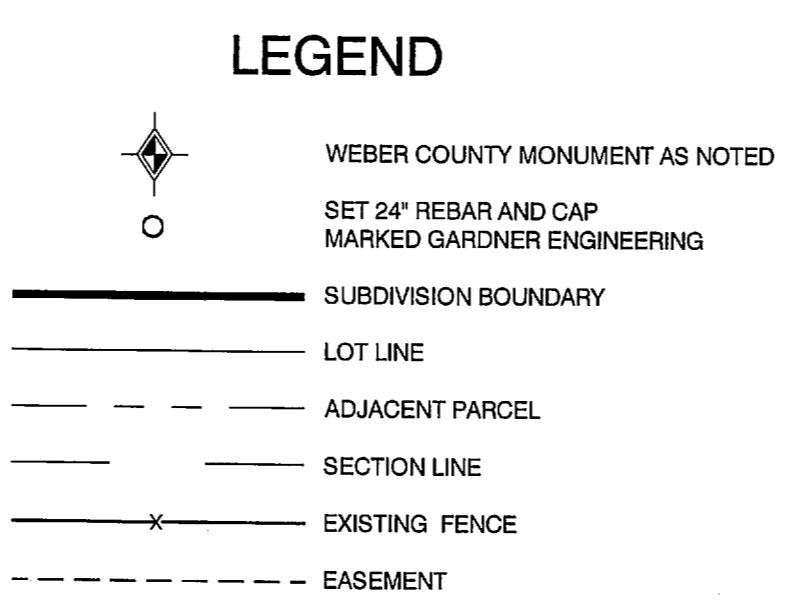 LEGEND
WEBER COUNTY MONUMENT AS NOTED
SET 24" REBAR AND CAP
MARKED GARDNER ENGINEERING
SUBDIVISION BOUNDARY
LOT LINE
ADJACENT PARCEL
SECTION LINE
X EXISTING FENCE
EASEMENT